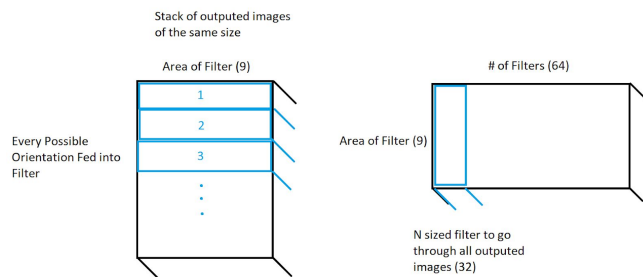 Stack of outputed images
of the same size
Area of Filter (9)
1
2
3
Every Possible
Orientation Fed into
Filter
# of Filters (64)
Area of Filter (9)
N sized filter to go
through all outputed
images (32)